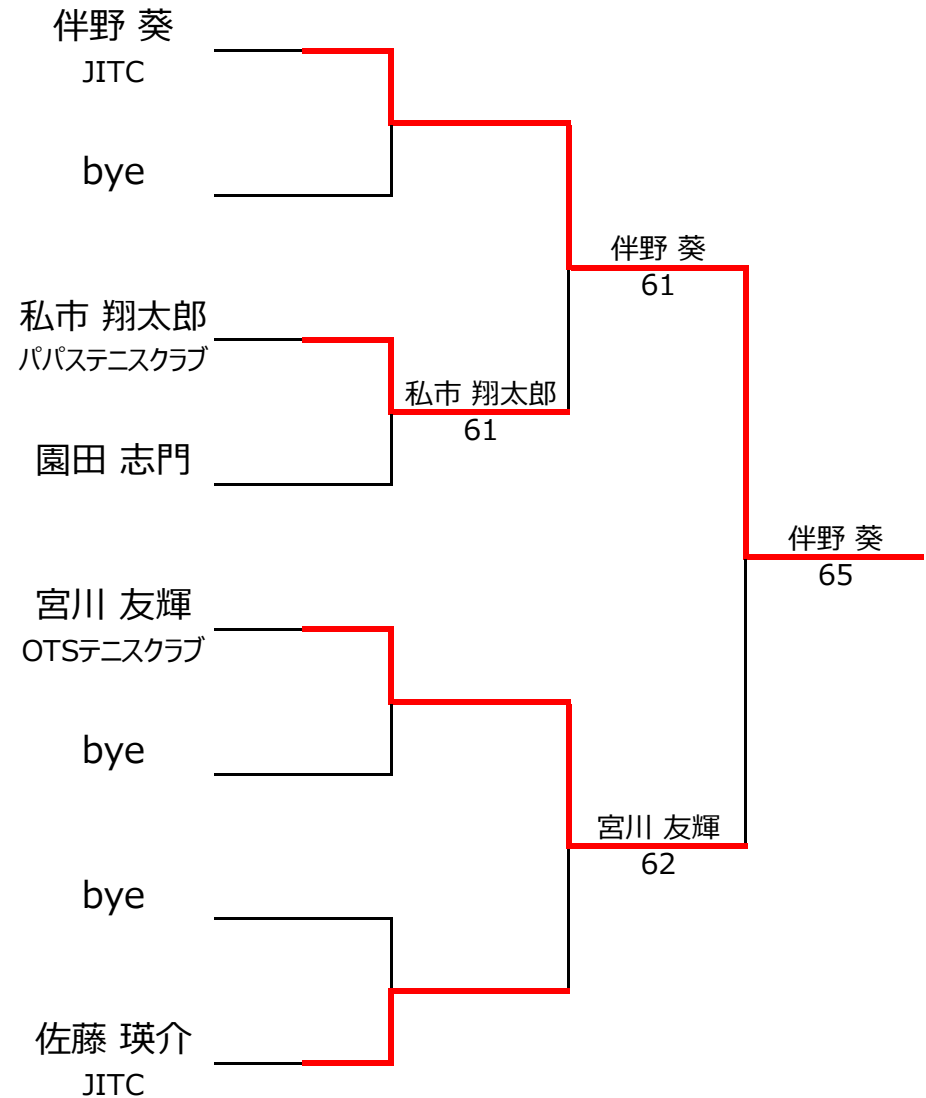 伴野 葵
JITC
bye
私市 翔太郎
パパステニスクラブ
園田 志門
宮川 友輝
OTSテニスクラブ
bye
bye
佐藤 瑛介
JITC
私市 翔太郎
61
伴野 葵
61
宮川 友輝
62
伴野 葵
65